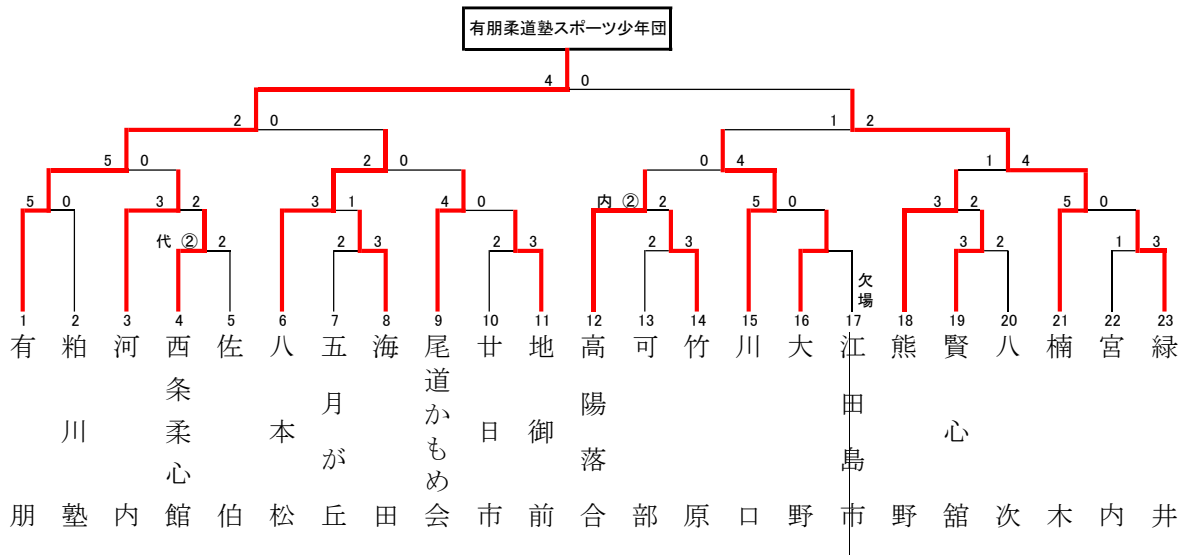 有朋柔道塾スポーツ少年団
4 0
2 0 1 2
5 0 2 0 0 4 1 4
5 0 3 2 3 1 4 0 内 ② 2 5 0 3 2 5 0
代 ② 2 2 3 2 3 2 3 3 2 1 3
欠場
1 2 3 4 5 6 7 8 9 10 11 12 13 14 15 16 17 18 19 20 21 22 23
有朋
粕川塾
河内
西条柔心館
佐伯
八本松
五月が丘
海田
尾道かもめ会
廿日市
地御前
高陽落合
可部
竹原
川口
大野
江田島市
熊野
賢心舘
八次
楠木
宮内
緑井